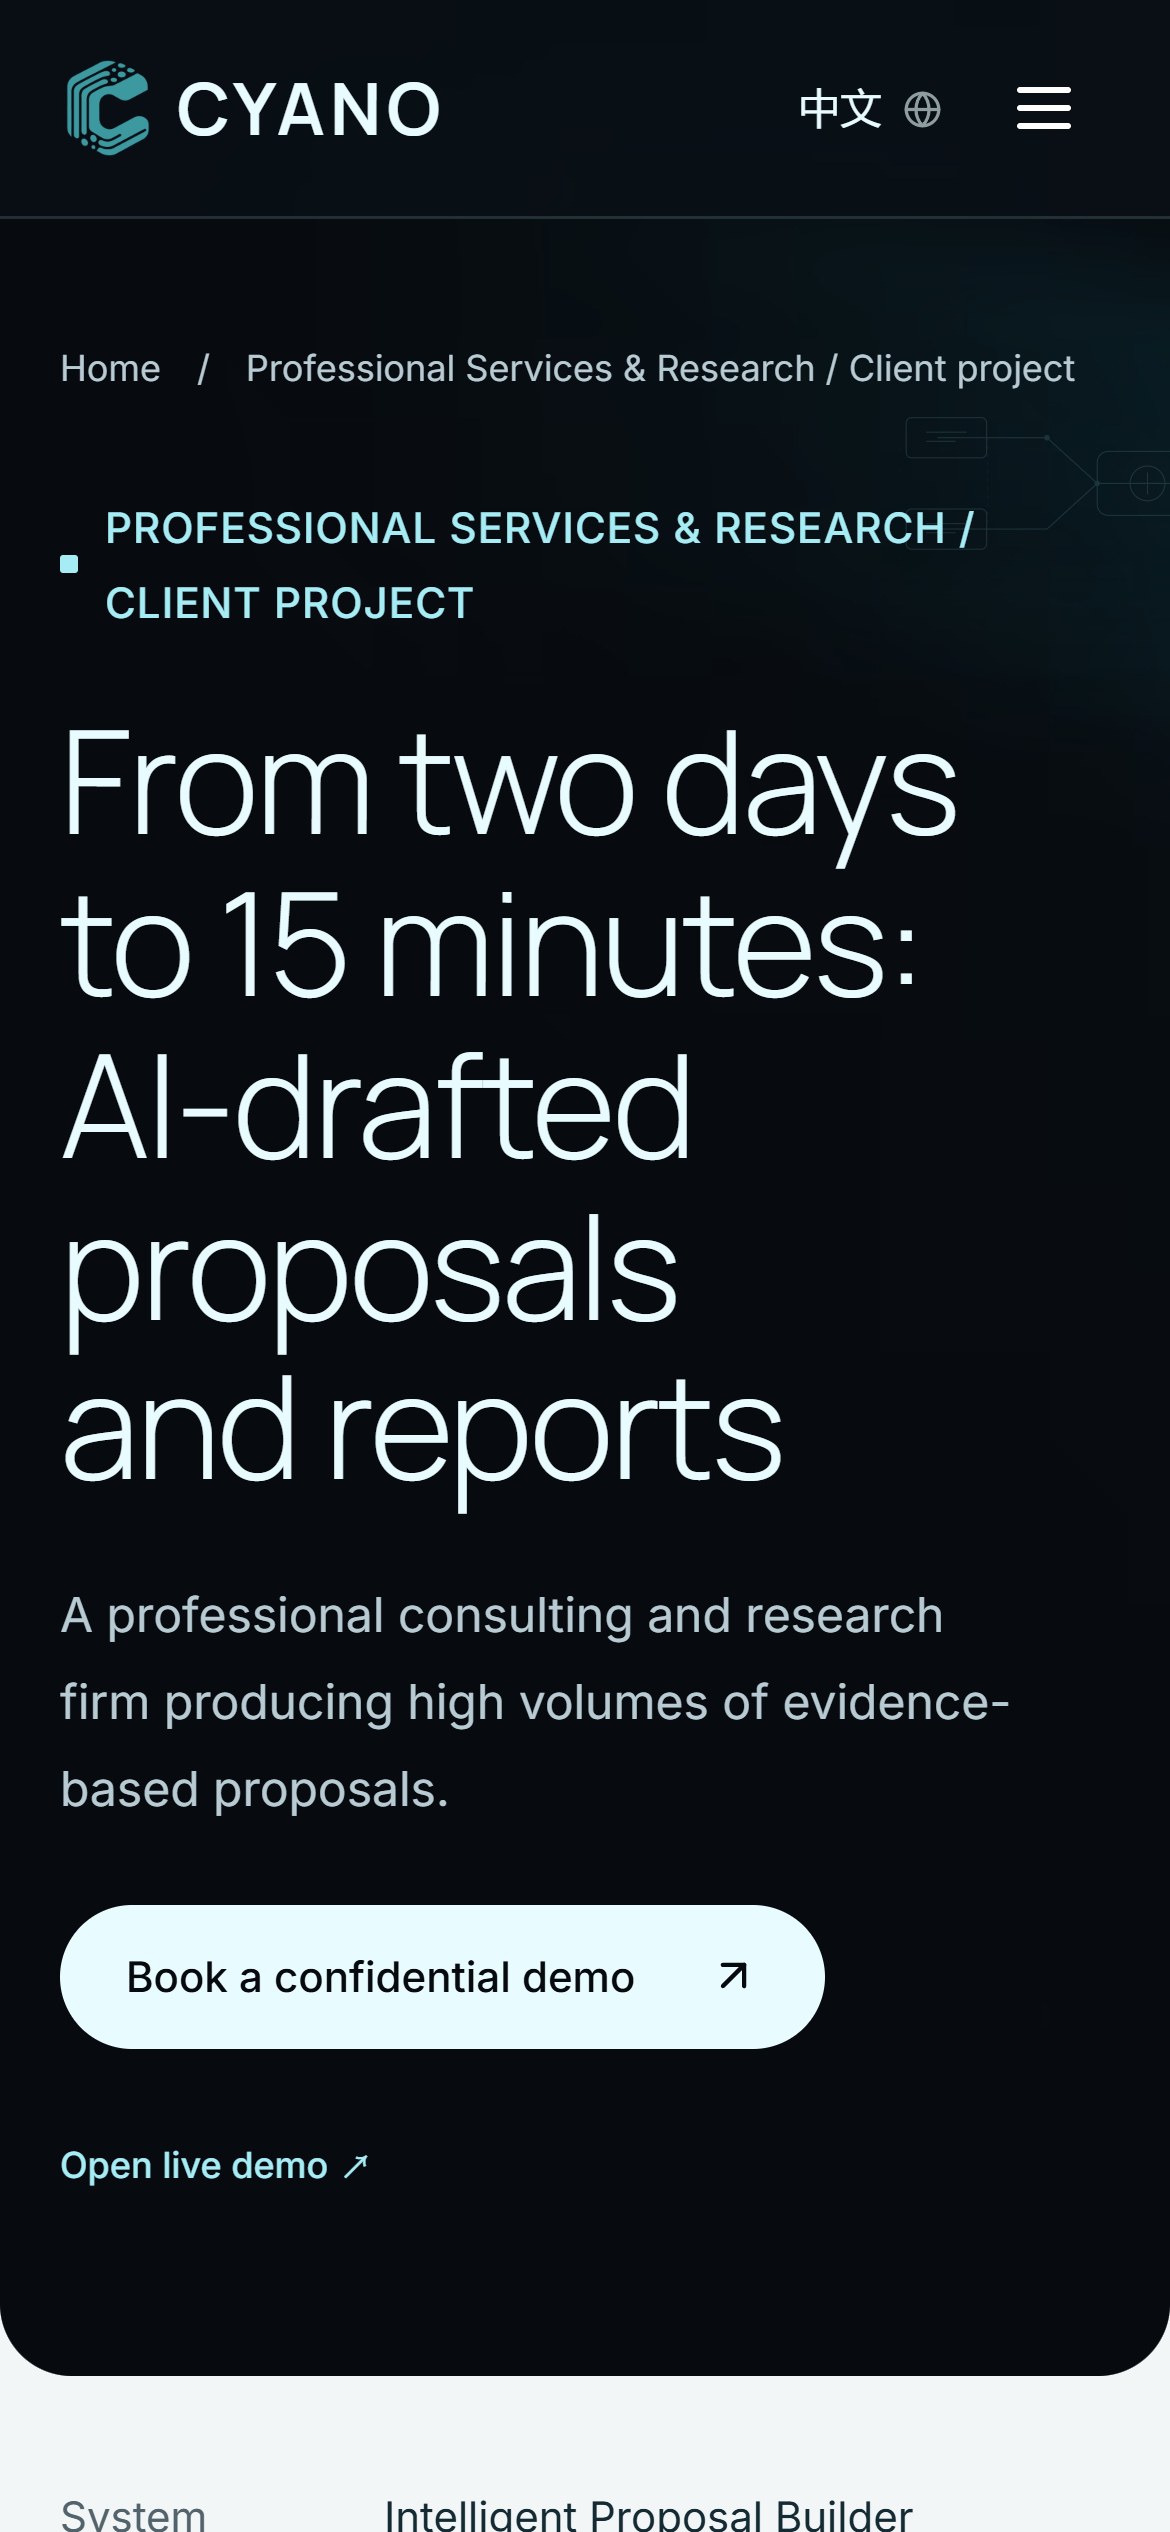 CYANO
中文
Home / Professional Services & Research / Client project
PROFESSIONAL SERVICES & RESEARCH /
CLIENT PROJECT
From two days
to 15 minutes:
AI-drafted
proposals
and reports
A professional consulting and research
firm producing high volumes of evidence-
based proposals.
Book a confidential demo
Open live demo ↗
System Intelligent Proposal Builder